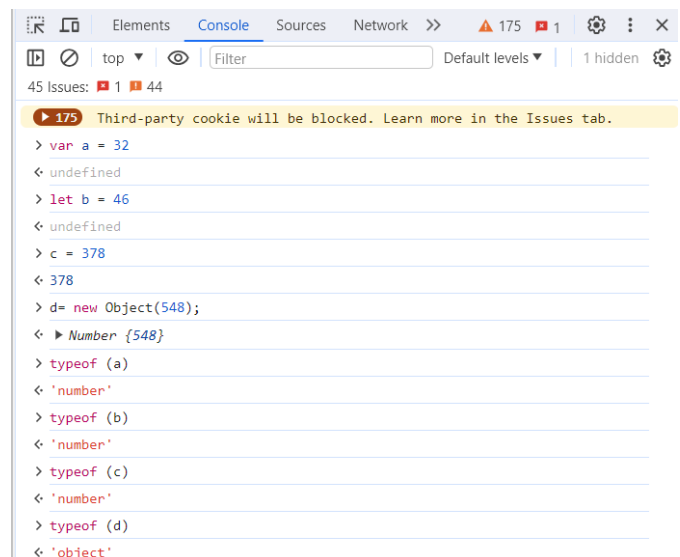 Elements Console Sources Network 175 1
top Filter Default levels 1 hidden
45 Issues: 1 44
175 Third-party cookie will be blocked. Learn more in the Issues tab.
> var a = 32
undefined
> let b = 46
undefined
> c = 378
378
> d= new Object(548);
Number {548}
> typeof (a)
'number'
> typeof (b)
'number'
> typeof (c)
'number'
> typeof (d)
'object'